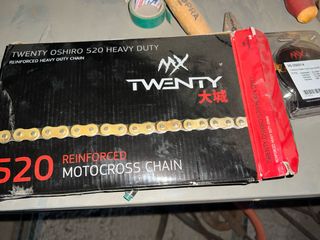 TWENTY OSHIRO 520 HEAVY DUTY
REINFORCED HEAVY DUTY CHAIN
MX
TWENTY
大城
520 REINFORCED
MOTOCROSS CHAIN